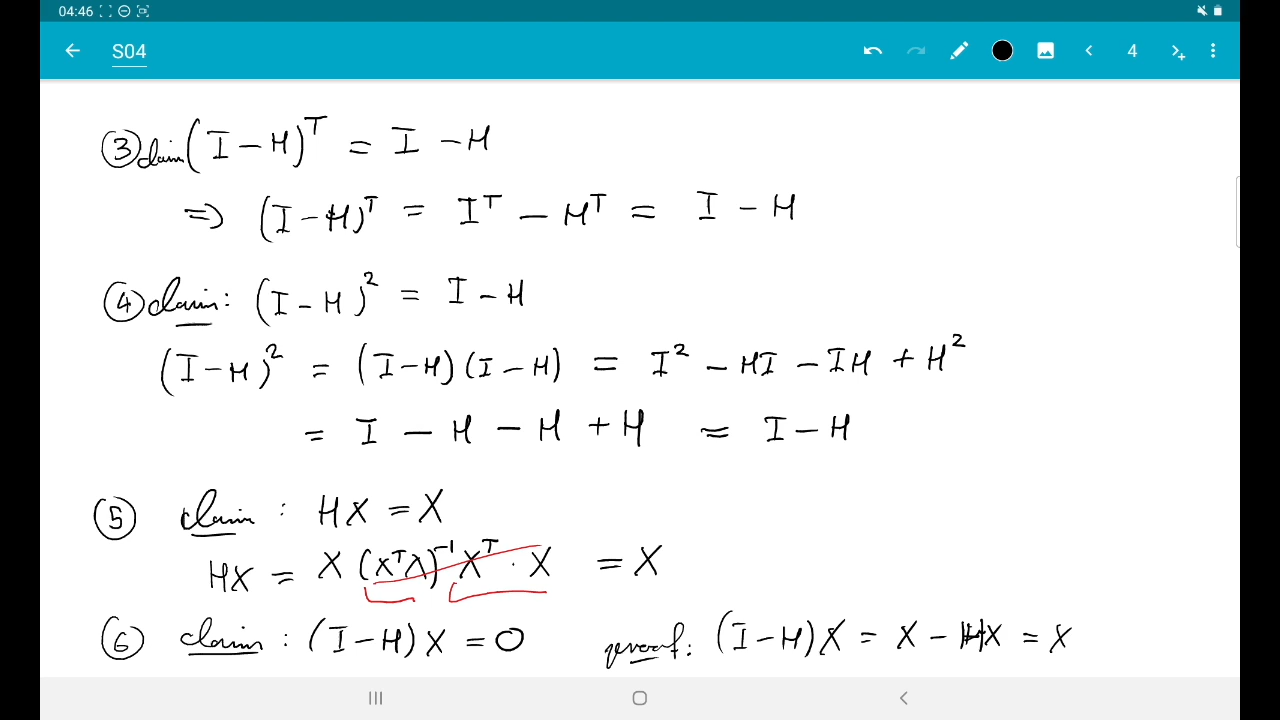 04:46
S04
4
③ claim (I - H)^T = I - H
=> (I - H)^T = I^T - H^T = I - H
④ claim: (I - H)^2 = I - H
(I - H)^2 = (I - H)(I - H) = I^2 - HI - IH + H^2
= I - H - H + H = I - H
⑤ claim: HX = X
HX = X (X^T X)^-1 X^T · X = X
⑥ claim: (I - H) X = 0 proof: (I - H) X = X - HX = X